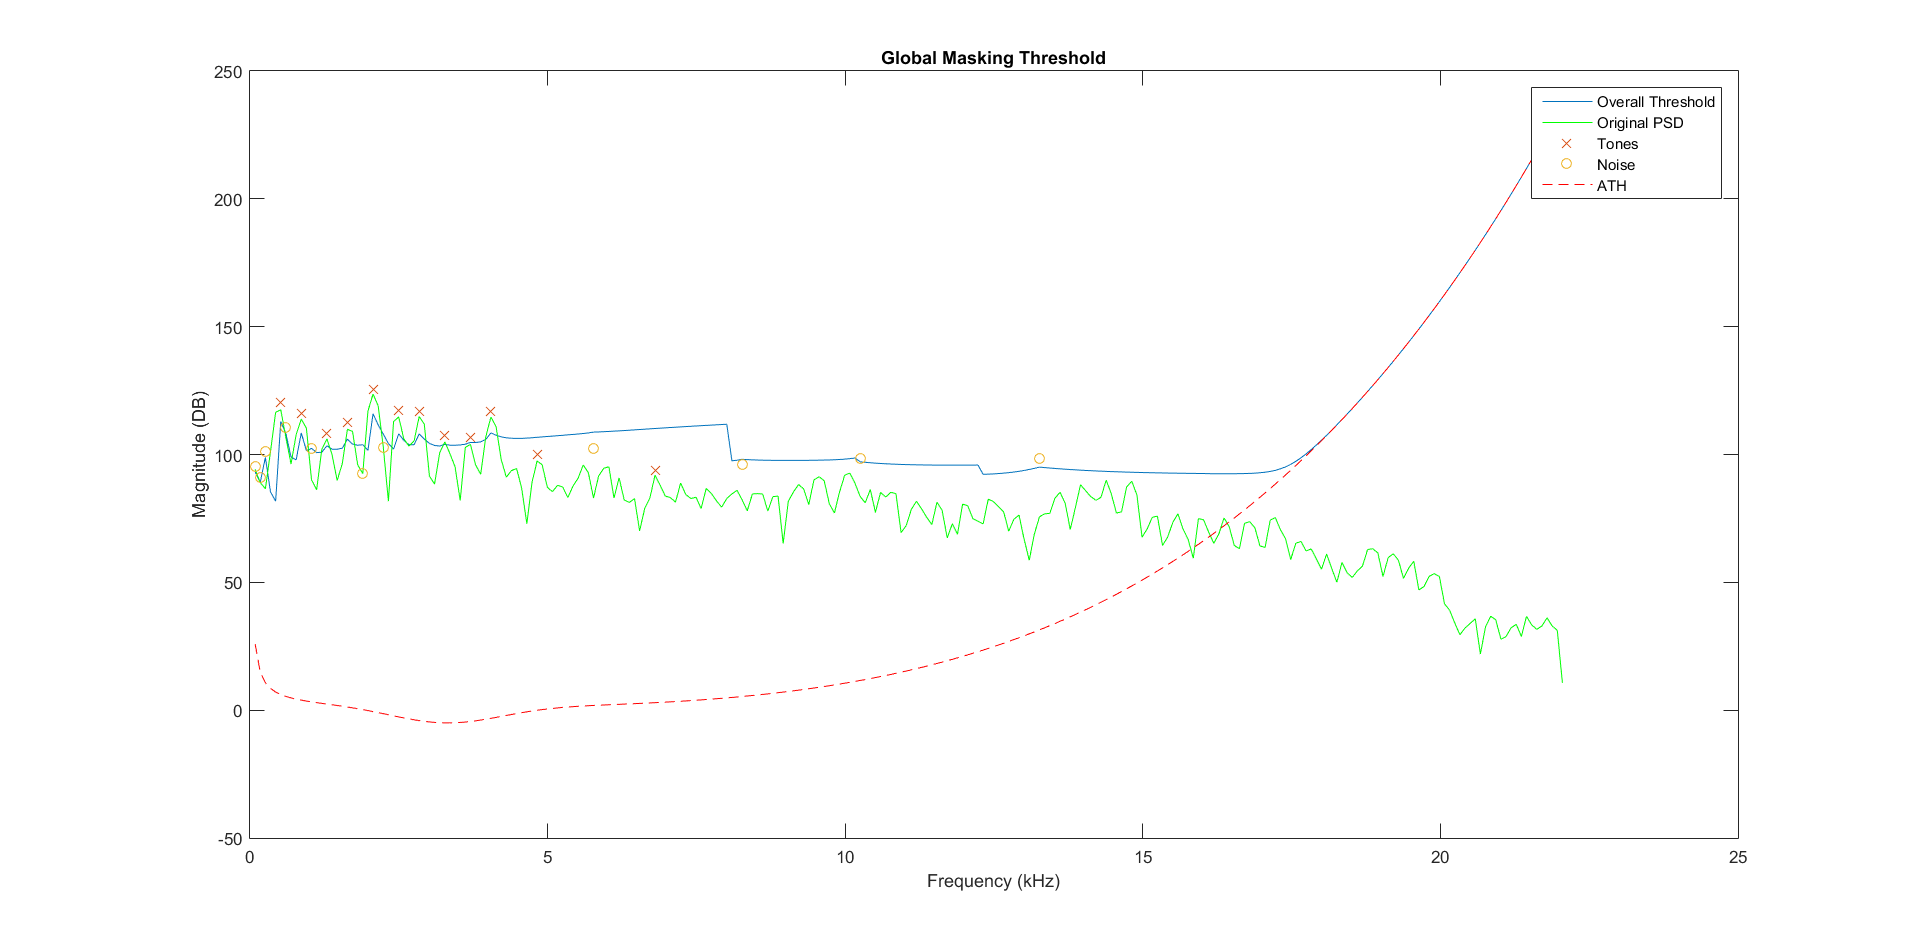 Global Masking Threshold
250
200
150
100
50
0
-50
Magnitude (DB)
Overall Threshold
Original PSD
Tones
Noise
ATH
0 5 10 15 20 25
Frequency (kHz)